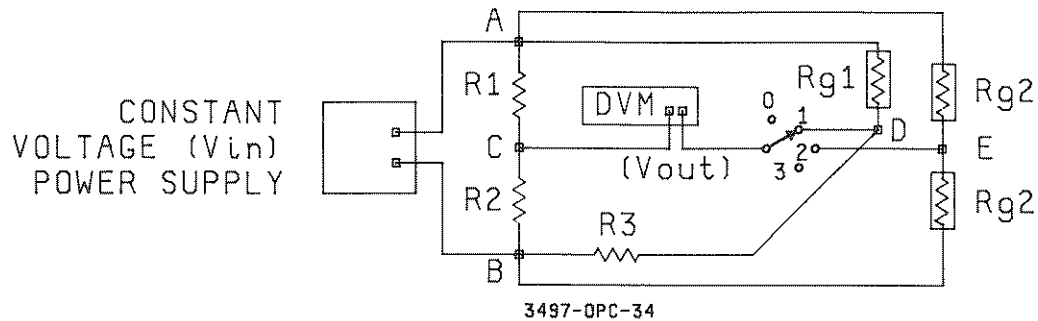 A
R1
Rg1
Rg2
CONSTANT
VOLTAGE (Vin)
POWER SUPPLY
DVM
0
1
D
C
2
E
(Vout)
3
R2
Rg2
R3
B
3497-OPC-34